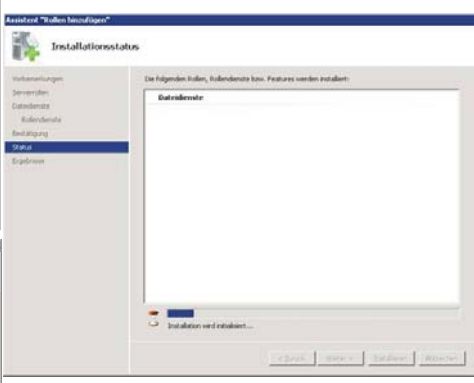 Assistent "Rollen hinzufügen"
Installationsstatus
Vorbemerkungen
Serverrollen
Dateidienste
Rollendienste
Bestätigung
Status
Ergebnisse
Die folgenden Rollen, Rollendienste bzw. Features werden installiert:
Dateidienste
Installation wird initialisiert...
< Zurück
Weiter >
Installieren
Abbrechen